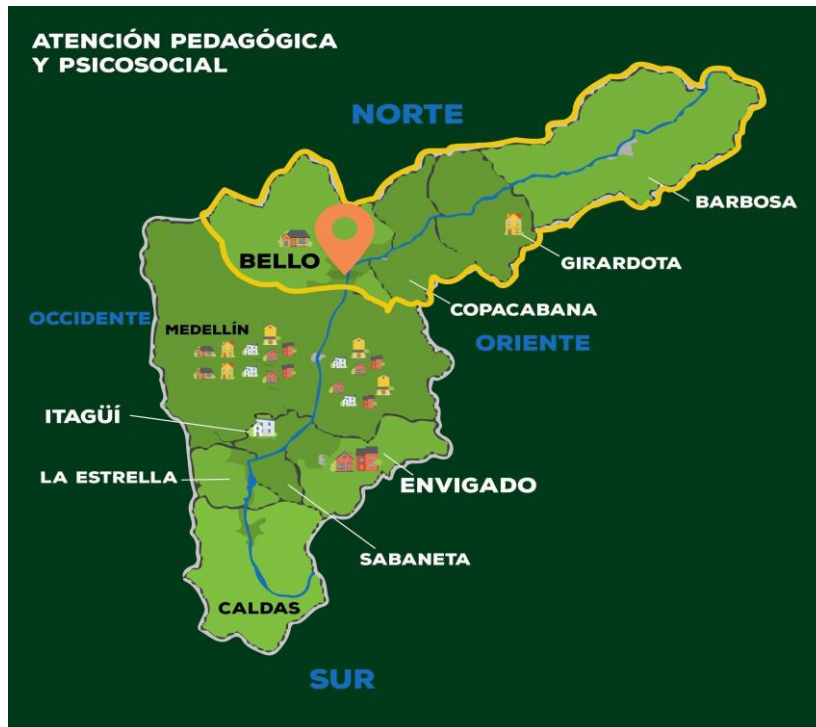 ATENCIÓN PEDAGÓGICA
Y PSICOSOCIAL
NORTE
BARBOSA
BELLO
GIRARDOTA
COPACABANA
OCCIDENTE
MEDELLÍN
ORIENTE
ITAGÜÍ
LA ESTRELLA
ENVIGADO
SABANETA
CALDAS
SUR